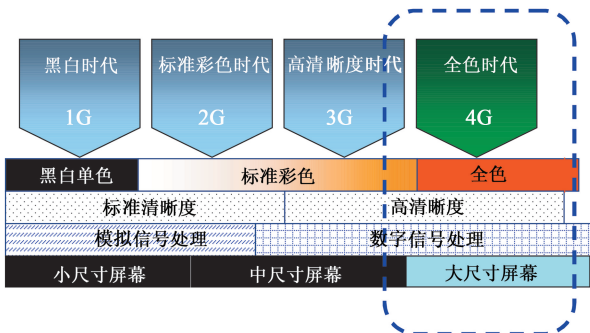 黑白时代 标准彩色时代 高清晰度时代 全色时代
1G 2G 3G 4G
黑白单色 标准彩色 全色
标准清晰度 高清晰度
模拟信号处理 数字信号处理
小尺寸屏幕 中尺寸屏幕 大尺寸屏幕